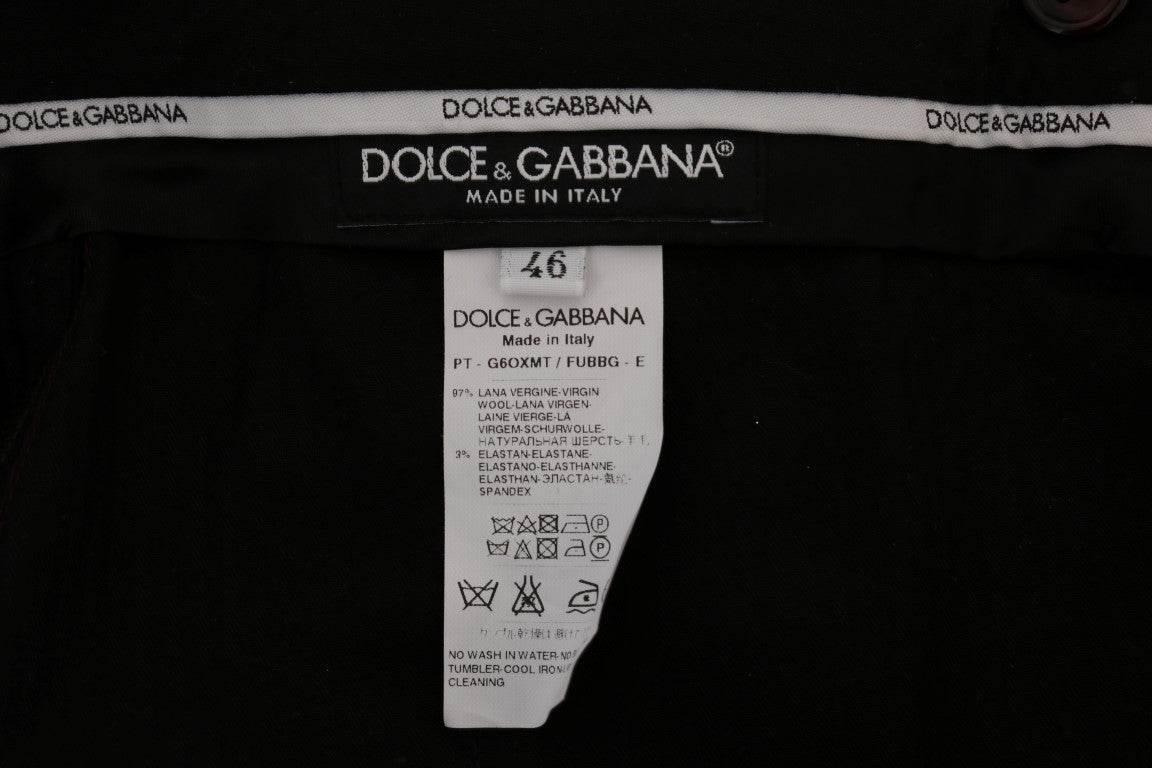 DOLCE&GABBANA DOLCE&GABBANA DOLCE&GABBANA
DOLCE&GABBANA®
MADE IN ITALY
46
DOLCE&GABBANA
Made in Italy
PT - G6OXMT / FUBBG - E
97% LANA VERGINE-VIRGIN
WOOL-LANA VIRGEN-
LAINE VIERGE-LÃ
VIRGEM-SCHURWOLLE-
НАТУРАЛЬНАЯ ШЕРСТЬ-
3% ELASTAN-ELASTANE-
ELASTANO-ELASTHANNE-
ELASTHAN-ЭЛАСТАН-
SPANDEX
P
P
NO WASH IN WATER-
TUMBLER-COOL IRON
CLEANING